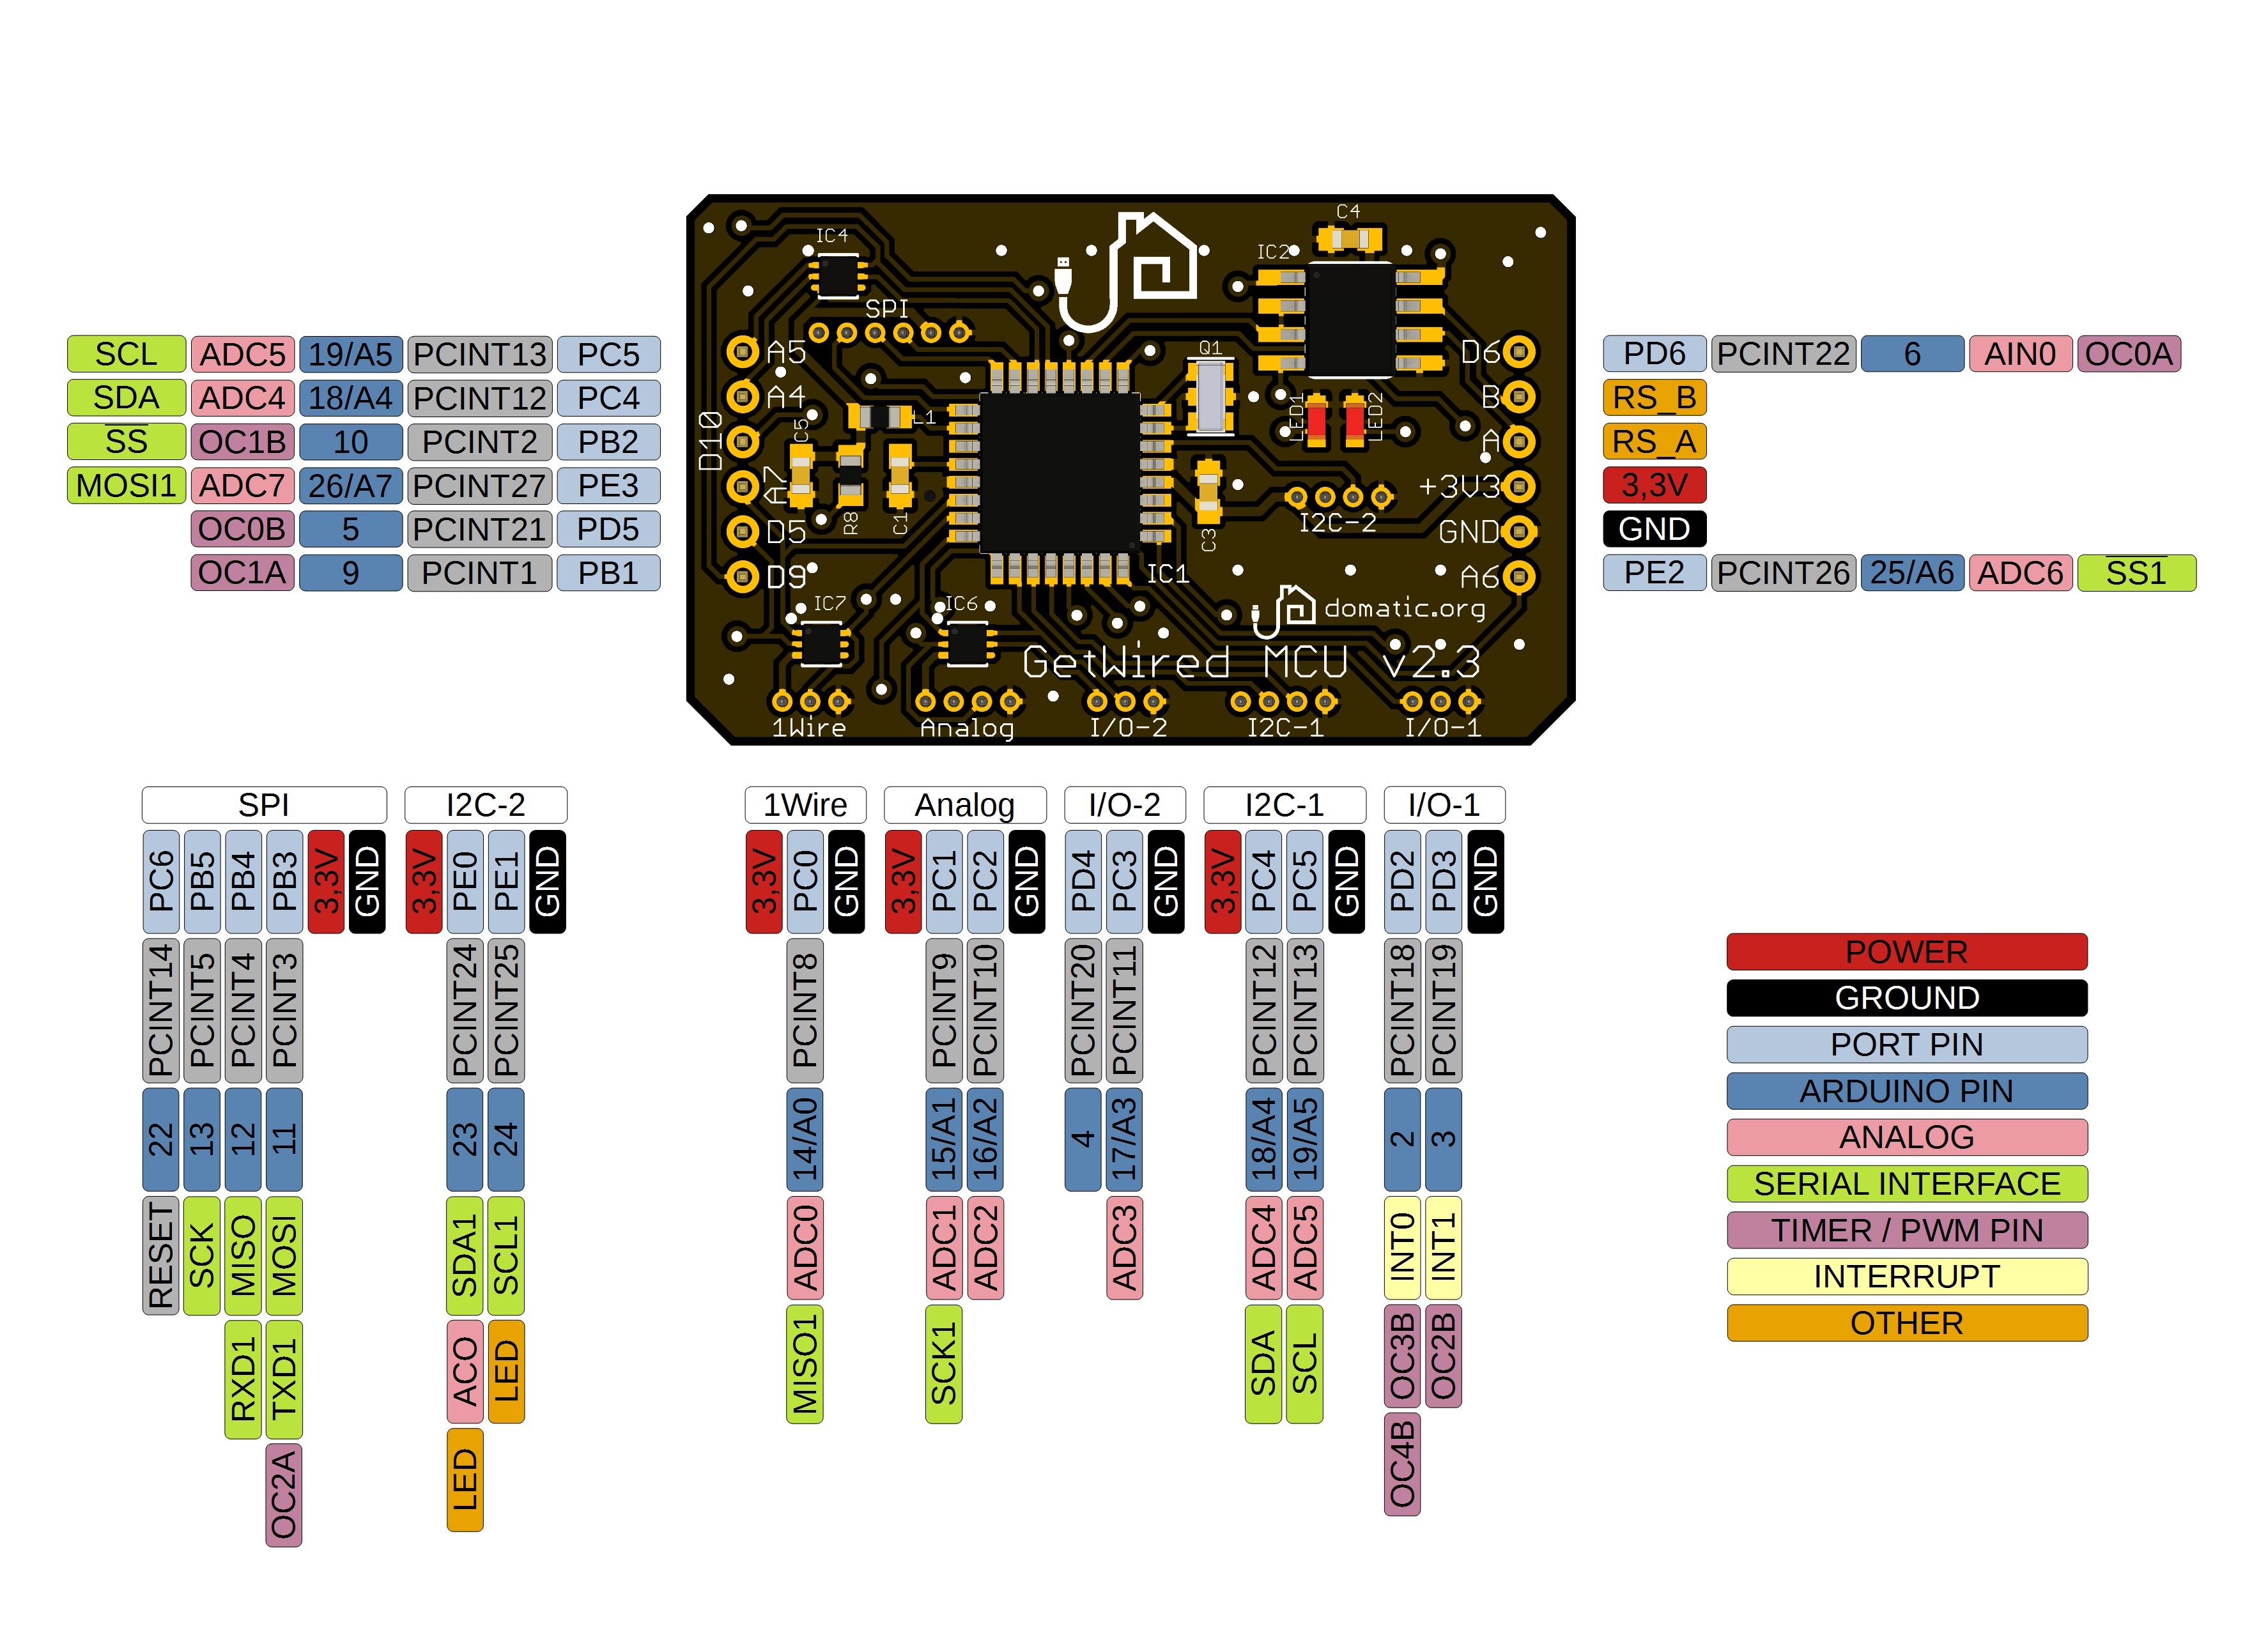 IC4
C4
IC2
SPI
A5
Q1
D6
A4
B
D10
C5
L1
LED1
LED2
A
A7
+3V3
R8
C1
C3
I2C-2
D5
GND
D9
IC1
A6
IC7
IC6
domatic.org
GetWired MCU v2.3
1Wire
Analog
I/O-2
I2C-1
I/O-1
SCL ADC5 19/A5 PCINT13 PC5
SDA ADC4 18/A4 PCINT12 PC4
SS OC1B 10 PCINT2 PB2
MOSI1 ADC7 26/A7 PCINT27 PE3
OC0B 5 PCINT21 PD5
OC1A 9 PCINT1 PB1
PD6 PCINT22 6 AIN0 OC0A
RS_B
RS_A
3,3V
GND
PE2 PCINT26 25/A6 ADC6 SS1
SPI
PC6 PCINT14 22 RESET
PB5 PCINT5 13 SCK
PB4 PCINT4 12 MISO RXD1
PB3 PCINT3 11 MOSI TXD1 OC2A
3,3V
GND
I2C-2
3,3V
PE0 PCINT24 23 SDA1 ACO LED
PE1 PCINT25 24 SCL1 LED
GND
1Wire
3,3V
PC0 PCINT8 14/A0 ADC0 MISO1
GND
Analog
3,3V
PC1 PCINT9 15/A1 ADC1 SCK1
PC2 PCINT10 16/A2 ADC2
GND
I/O-2
PD4 PCINT20 4
PC3 PCINT11 17/A3 ADC3
GND
I2C-1
3,3V
PC4 PCINT12 18/A4 ADC4 SDA
PC5 PCINT13 19/A5 ADC5 SCL
GND
I/O-1
PD2 PCINT18 2 INT0 OC3B OC4B
PD3 PCINT19 3 INT1 OC2B
GND
POWER
GROUND
PORT PIN
ARDUINO PIN
ANALOG
SERIAL INTERFACE
TIMER / PWM PIN
INTERRUPT
OTHER